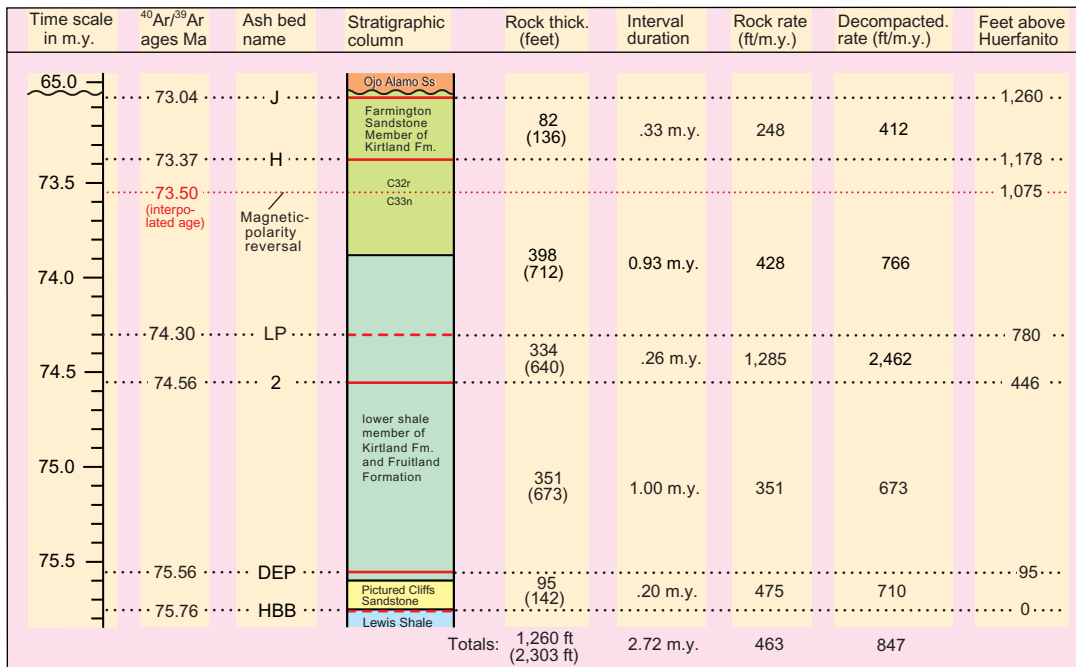 Time scale in m.y.
40Ar/39Ar ages Ma
Ash bed name
Stratigraphic column
Rock thick. (feet)
Interval duration
Rock rate (ft/m.y.)
Decompacted. rate (ft/m.y.)
Feet above Huerfanito
65.0
Ojo Alamo Ss
73.04 J 1,260
Farmington
Sandstone
Member of
Kirtland Fm.
82
(136)
.33 m.y. 248 412
73.37 H 1,178
73.5
C32r
73.50 1,075
(interpo-
lated age)
C33n
Magnetic-
polarity
reversal
398
(712)
0.93 m.y. 428 766
74.0
74.30 LP 780
334
(640)
.26 m.y. 1,285 2,462
74.5
74.56 2 446
lower shale
member of
Kirtland Fm.
and Fruitland
Formation
75.0
351
(673)
1.00 m.y. 351 673
75.5
75.56 DEP 95
Pictured Cliffs
Sandstone
95
(142)
.20 m.y. 475 710
75.76 HBB 0
Lewis Shale
Totals: 1,260 ft 2.72 m.y. 463 847
(2,303 ft)